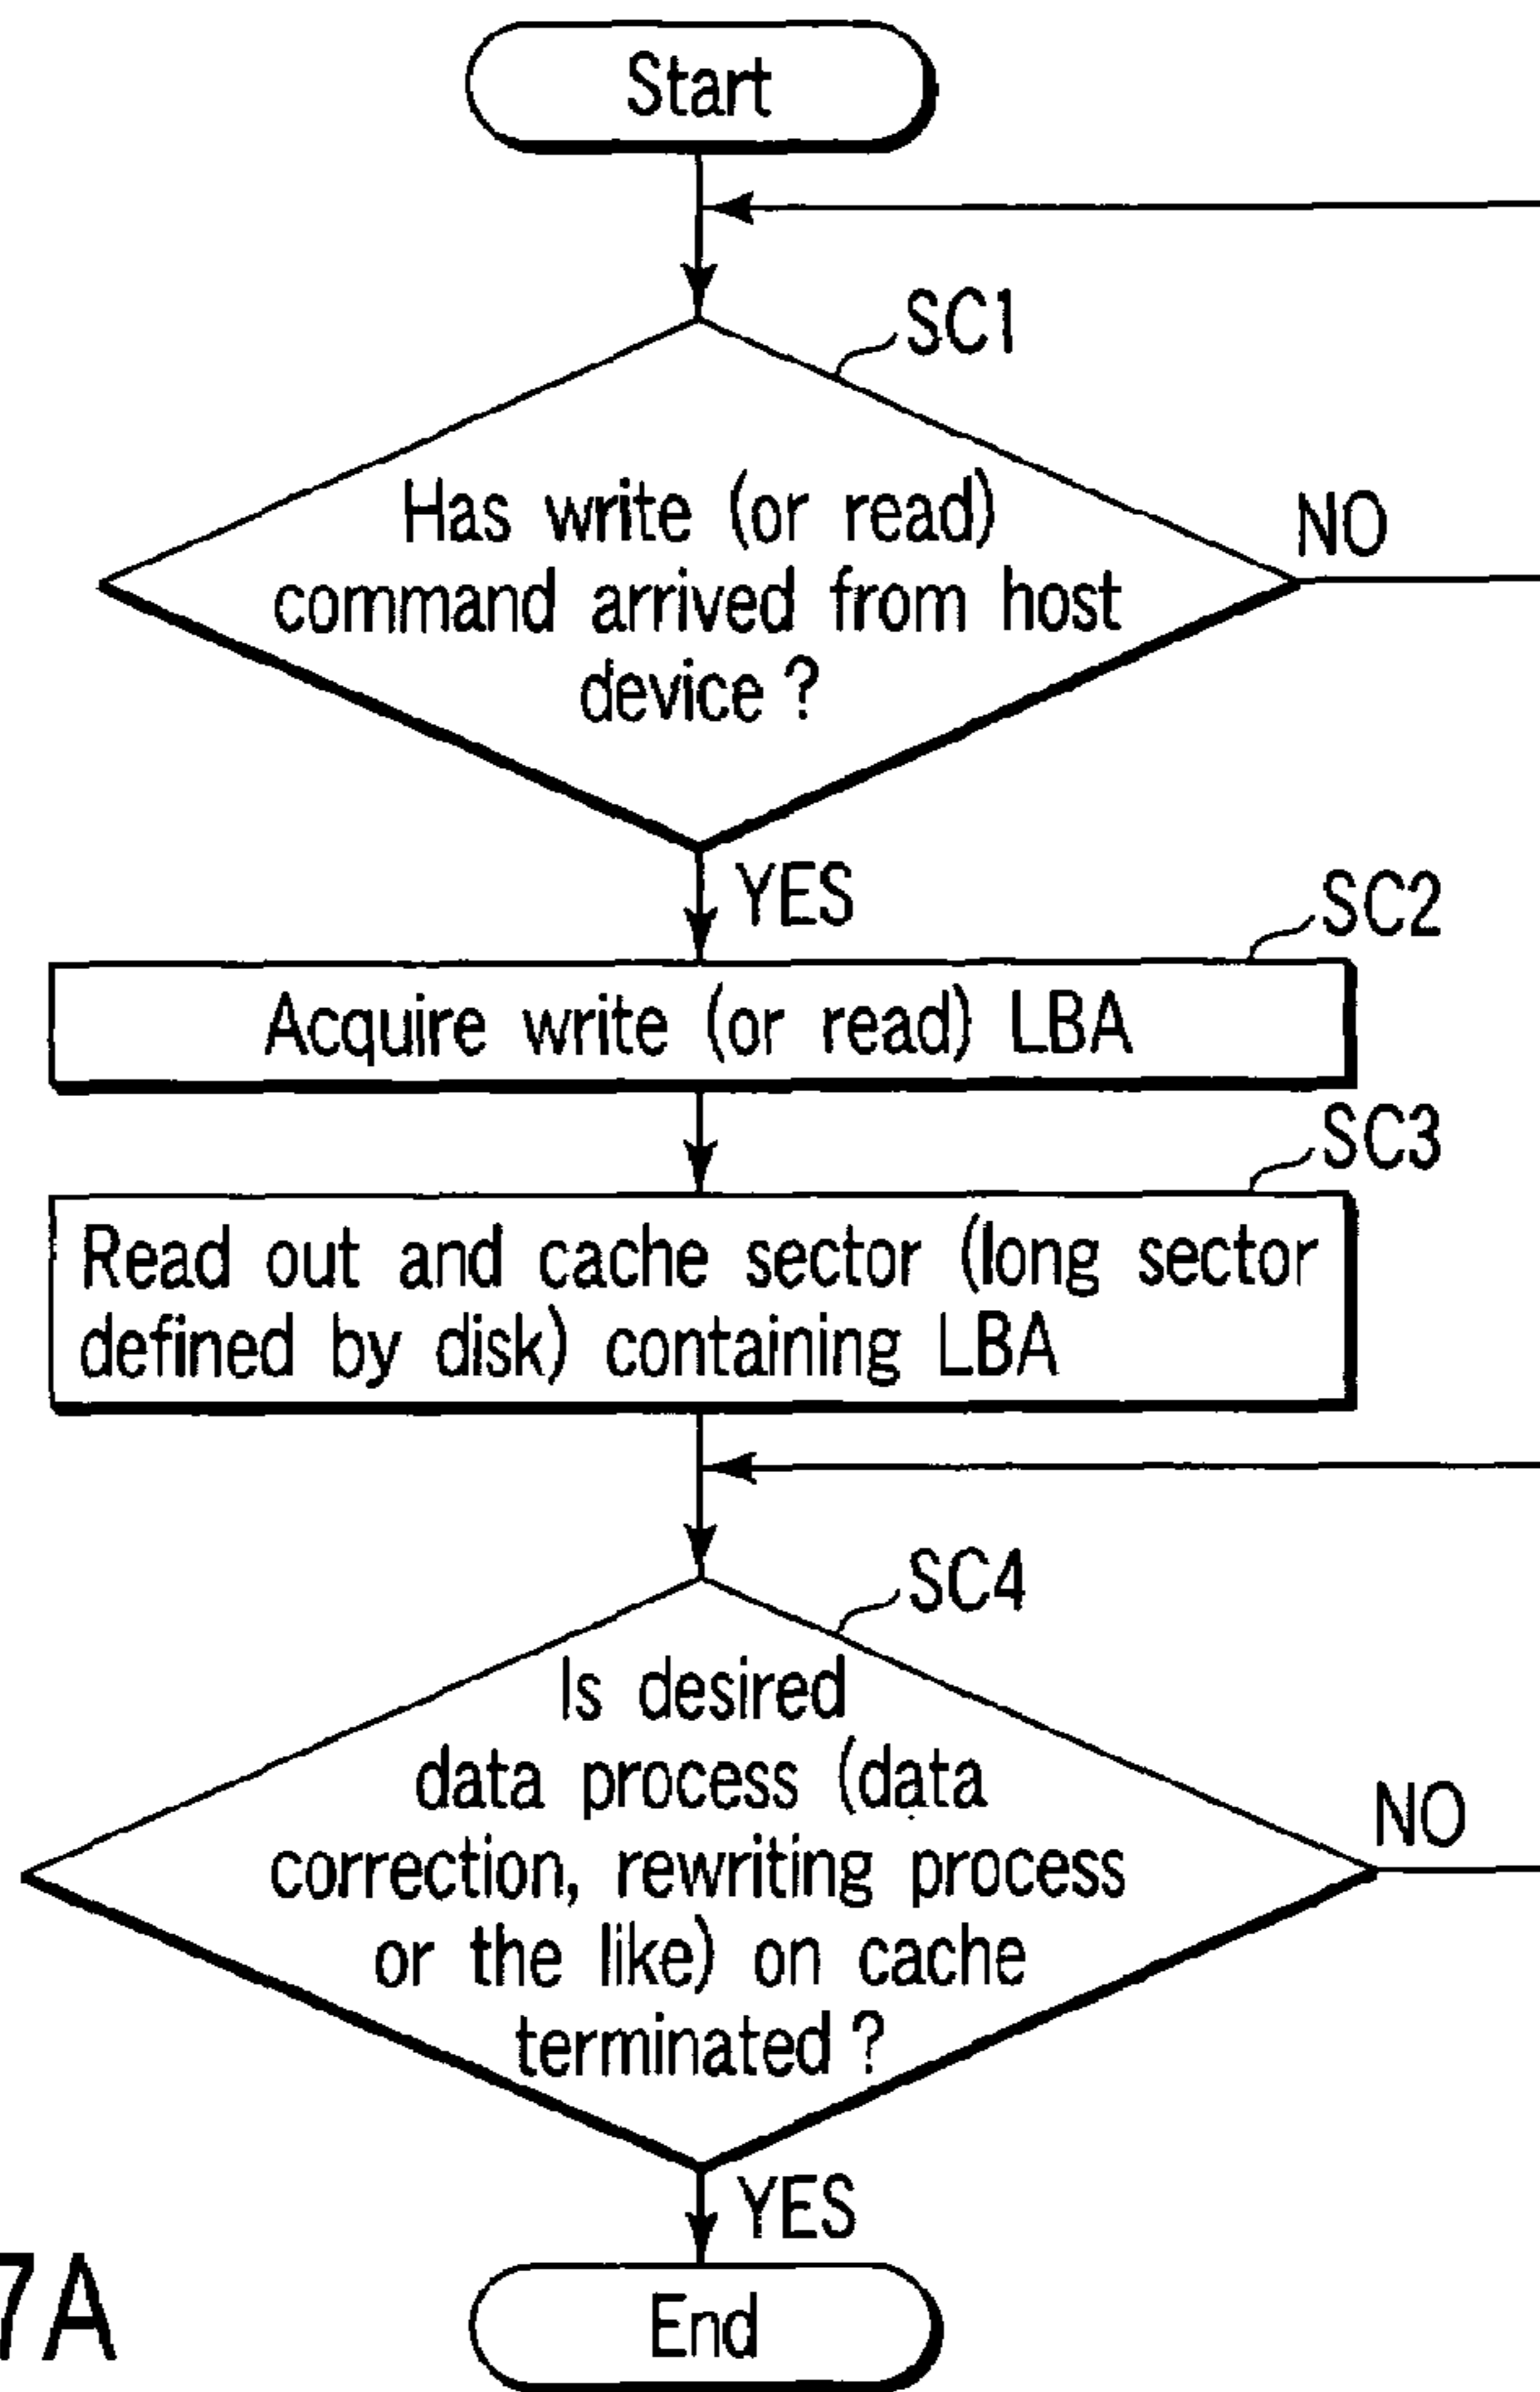 Start
SC1
Has write (or read)
command arrived from host
device ?
NO
YES
SC2
Acquire write (or read) LBA
SC3
Read out and cache sector (long sector
defined by disk) containing LBA
SC4
Is desired
data process (data
correction, rewriting process
or the like) on cache
terminated ?
NO
YES
End
7A